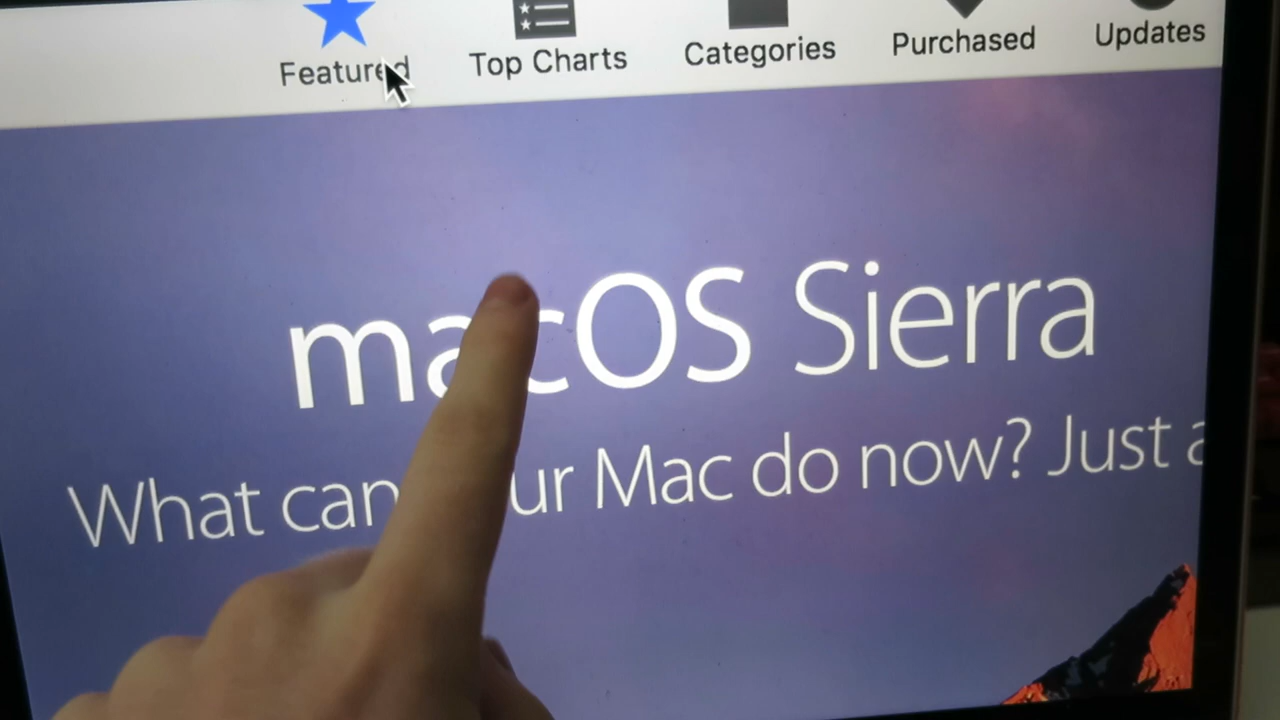 Featured Top Charts Categories Purchased Updates
macOS Sierra
What can ur Mac do now? Just a